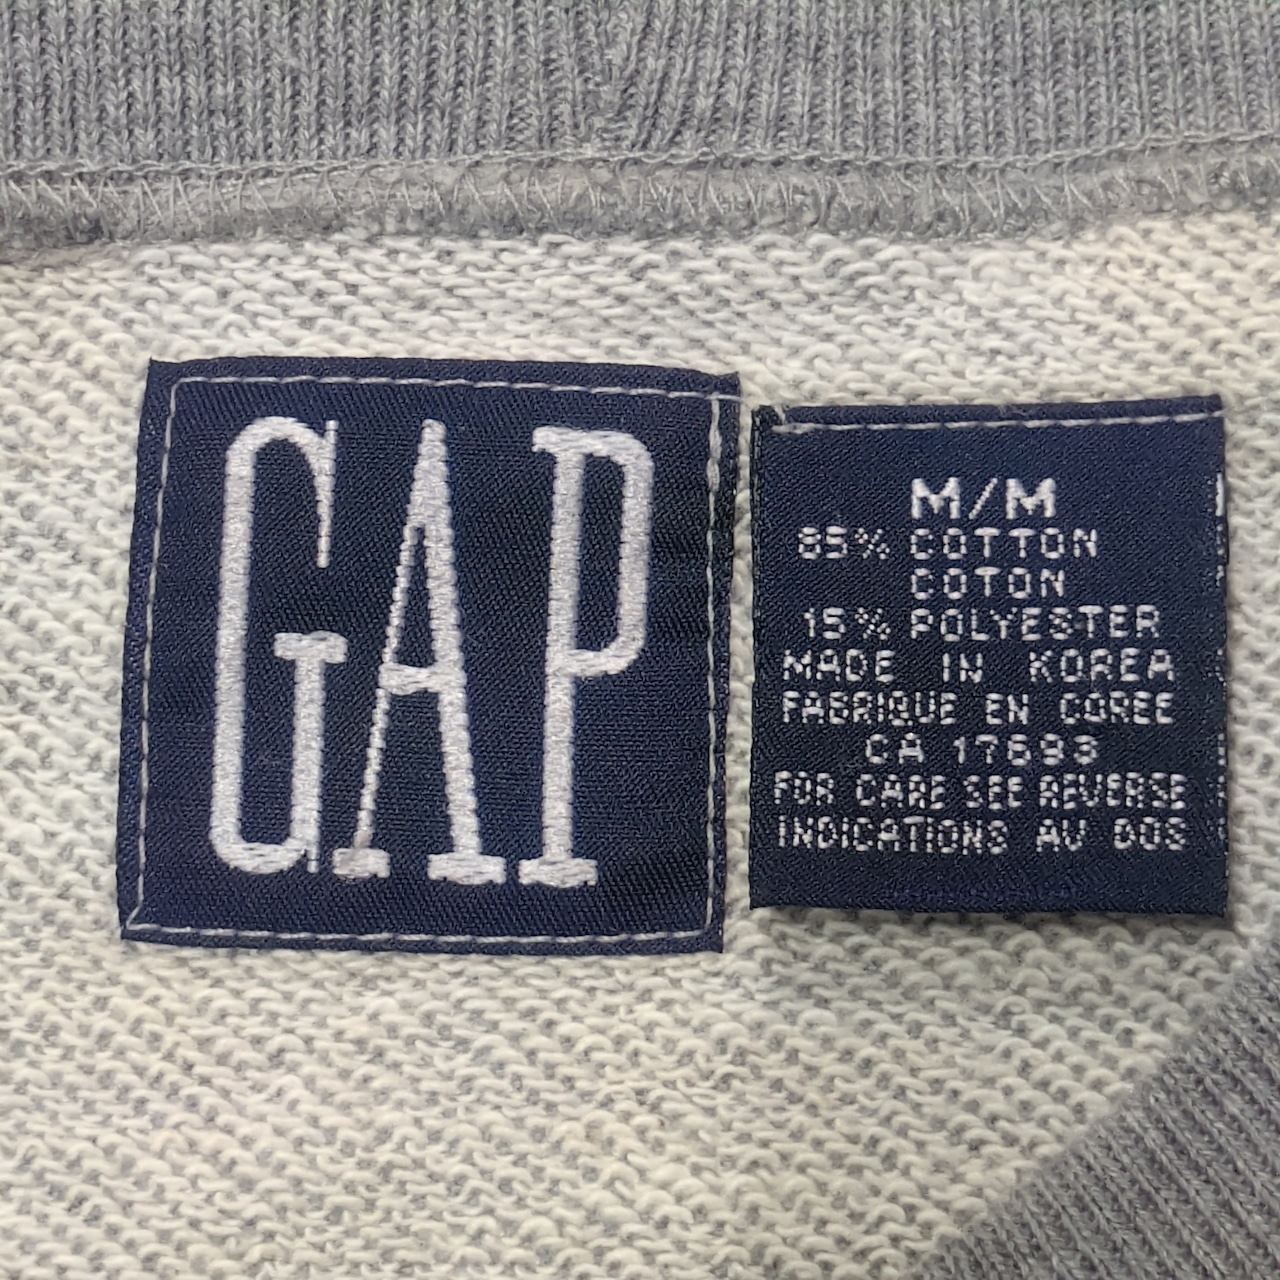 GAP
M/M
85% COTTON
COTON
15% POLYESTER
MADE IN KOREA
FABRIQUE EN COREE
CA 17693
FOR CARE SEE REVERSE
INDICATIONS AU DOS